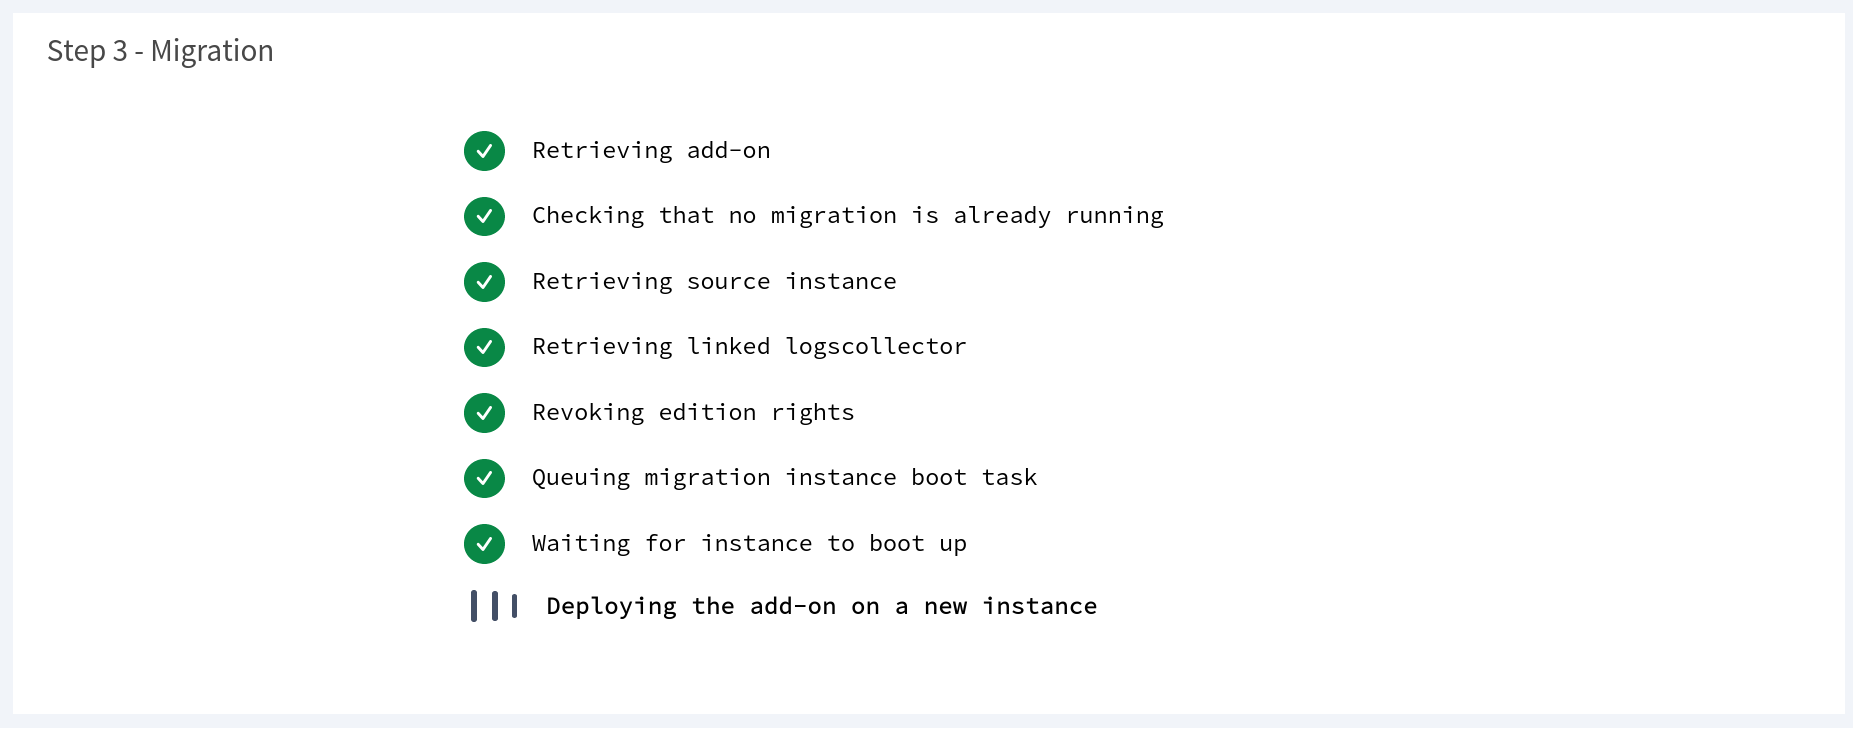 Step 3 - Migration
Retrieving add-on
Checking that no migration is already running
Retrieving source instance
Retrieving linked logscollector
Revoking edition rights
Queuing migration instance boot task
Waiting for instance to boot up
Deploying the add-on on a new instance